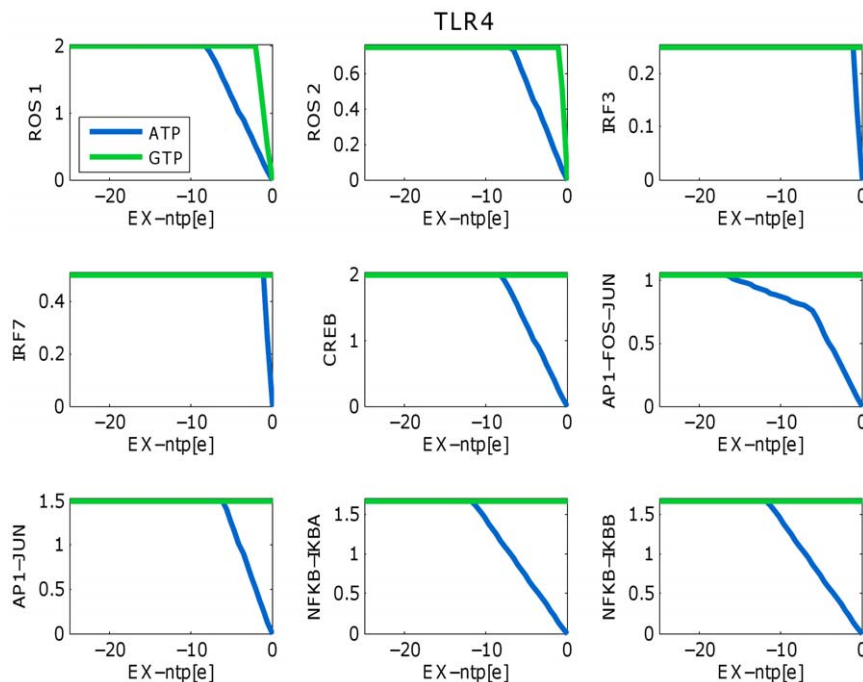 TLR4
2
1
0
ROS 1
ATP
GTP
−20
−10
0
EX−ntp[e]
0.6
0.4
0.2
0
ROS 2
−20
−10
0
EX−ntp[e]
0.2
0.1
0
IRF3
−20
−10
0
EX−ntp[e]
0.4
0.2
0
IRF7
−20
−10
0
EX−ntp[e]
2
1
0
CREB
−20
−10
0
EX−ntp[e]
1
0.5
0
AP1−FOS−JUN
−20
−10
0
EX−ntp[e]
1.5
1
0.5
0
AP1−JUN
−20
−10
0
EX−ntp[e]
1.5
1
0.5
0
NFKB−IKBA
−20
−10
0
EX−ntp[e]
1.5
1
0.5
0
NFKB−IKBB
−20
−10
0
EX−ntp[e]